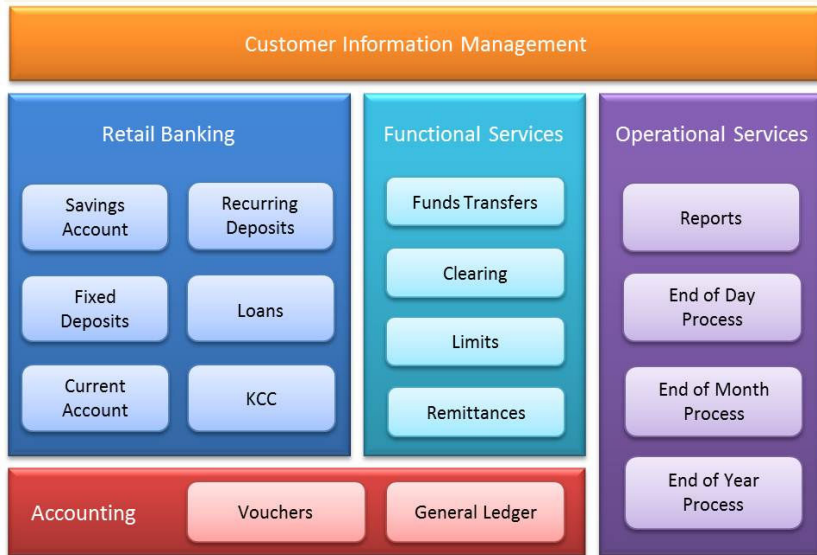 Customer Information Management
Retail Banking
Savings
Account
Recurring
Deposits
Fixed
Deposits
Loans
Current
Account
KCC
Functional Services
Funds Transfers
Clearing
Limits
Remittances
Operational Services
Reports
End of Day
Process
End of Month
Process
End of Year
Process
Accounting
Vouchers
General Ledger